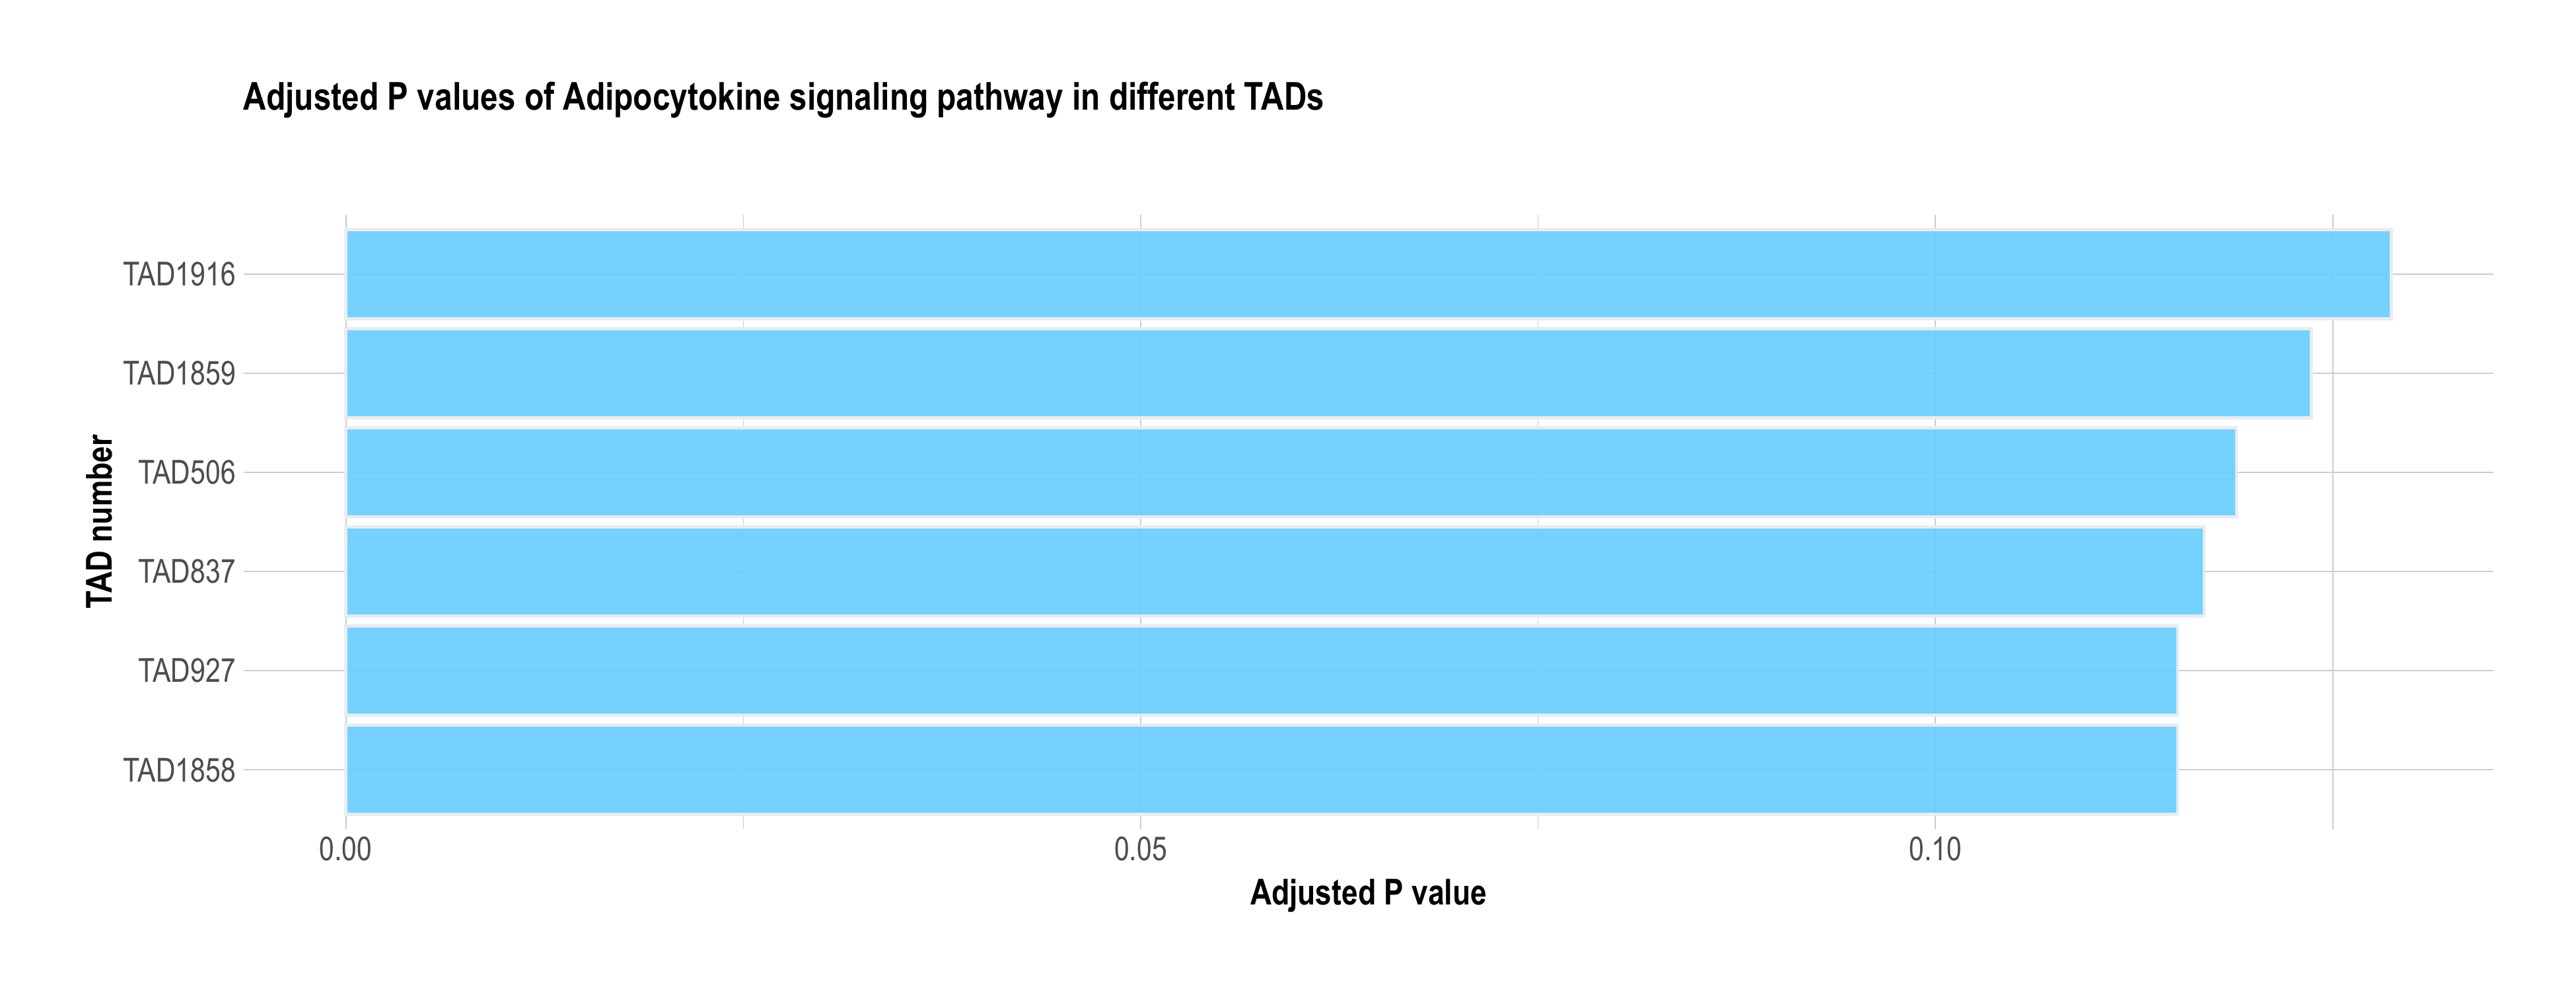 Adjusted P values of Adipocytokine signaling pathway in different TADs
TAD number
TAD1916
TAD1859
TAD506
TAD837
TAD927
TAD1858
0.00 0.05 0.10
Adjusted P value